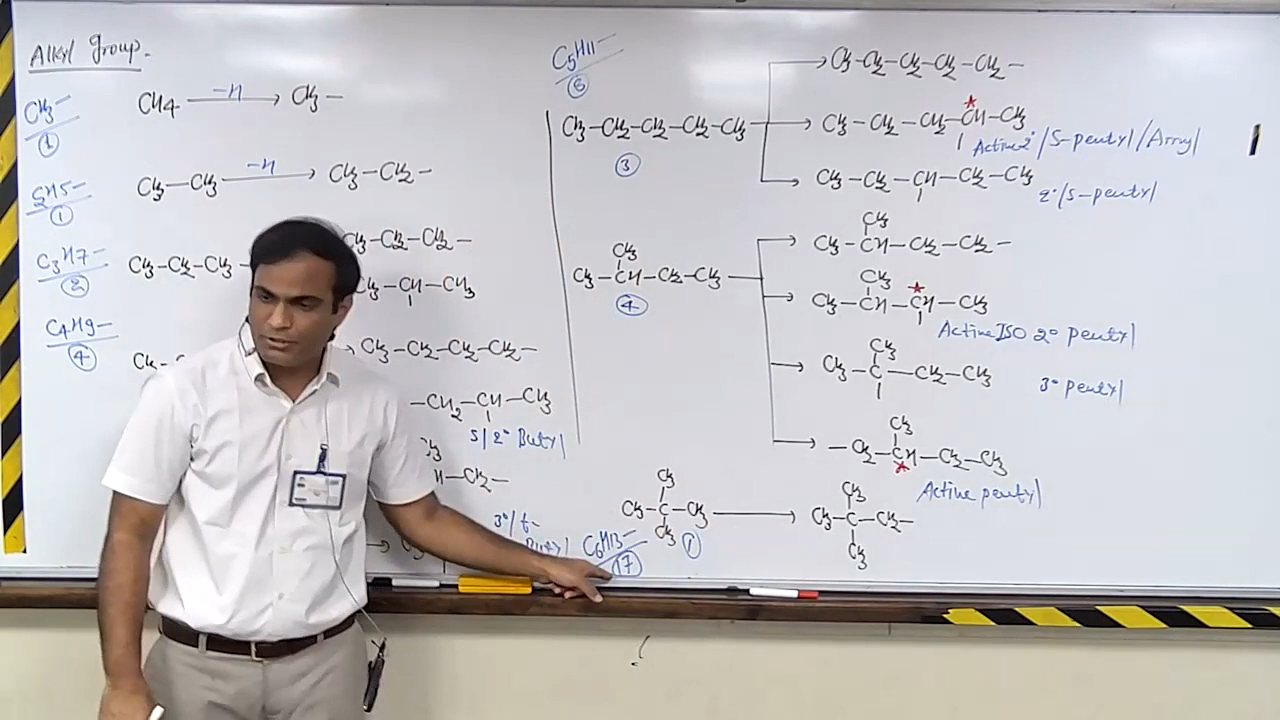 Alkyl Group.
CH3—
1
CH4 —H CH3—
C2H5—
1
CH3—CH3 —H CH3—CH2—
C3H7—
2
CH3—CH2—CH3
CH3—CH2—CH2—
CH3—CH—CH3
C4H9—
4
CH3—CH2—CH2—CH2—
—CH2—CH—CH3
S/2° Butyl
H—CH2—
3°/t-
Butyl
C5H11—
8
CH3—CH2—CH2—CH2—CH3
3
CH3—CH2—CH2—CH2—CH2—
CH3—CH2—CH2—CH—CH3
Active2°/S-pentyl/Amyl
CH3—CH2—CH—CH2—CH3
2°/s-pentyl
CH3
CH3—CH—CH2—CH3
4
CH3
CH3—CH—CH2—CH2—
CH3
CH3—CH—CH—CH3
Active ISO 2° pentyl
CH3
CH3—C—CH2—CH3
3° pentyl
CH3
—CH2—CH—CH2—CH3
Active pentyl
CH3
CH3—C—CH3
CH3
1
CH3
CH3—C—CH2—
CH3
C6H13—
17